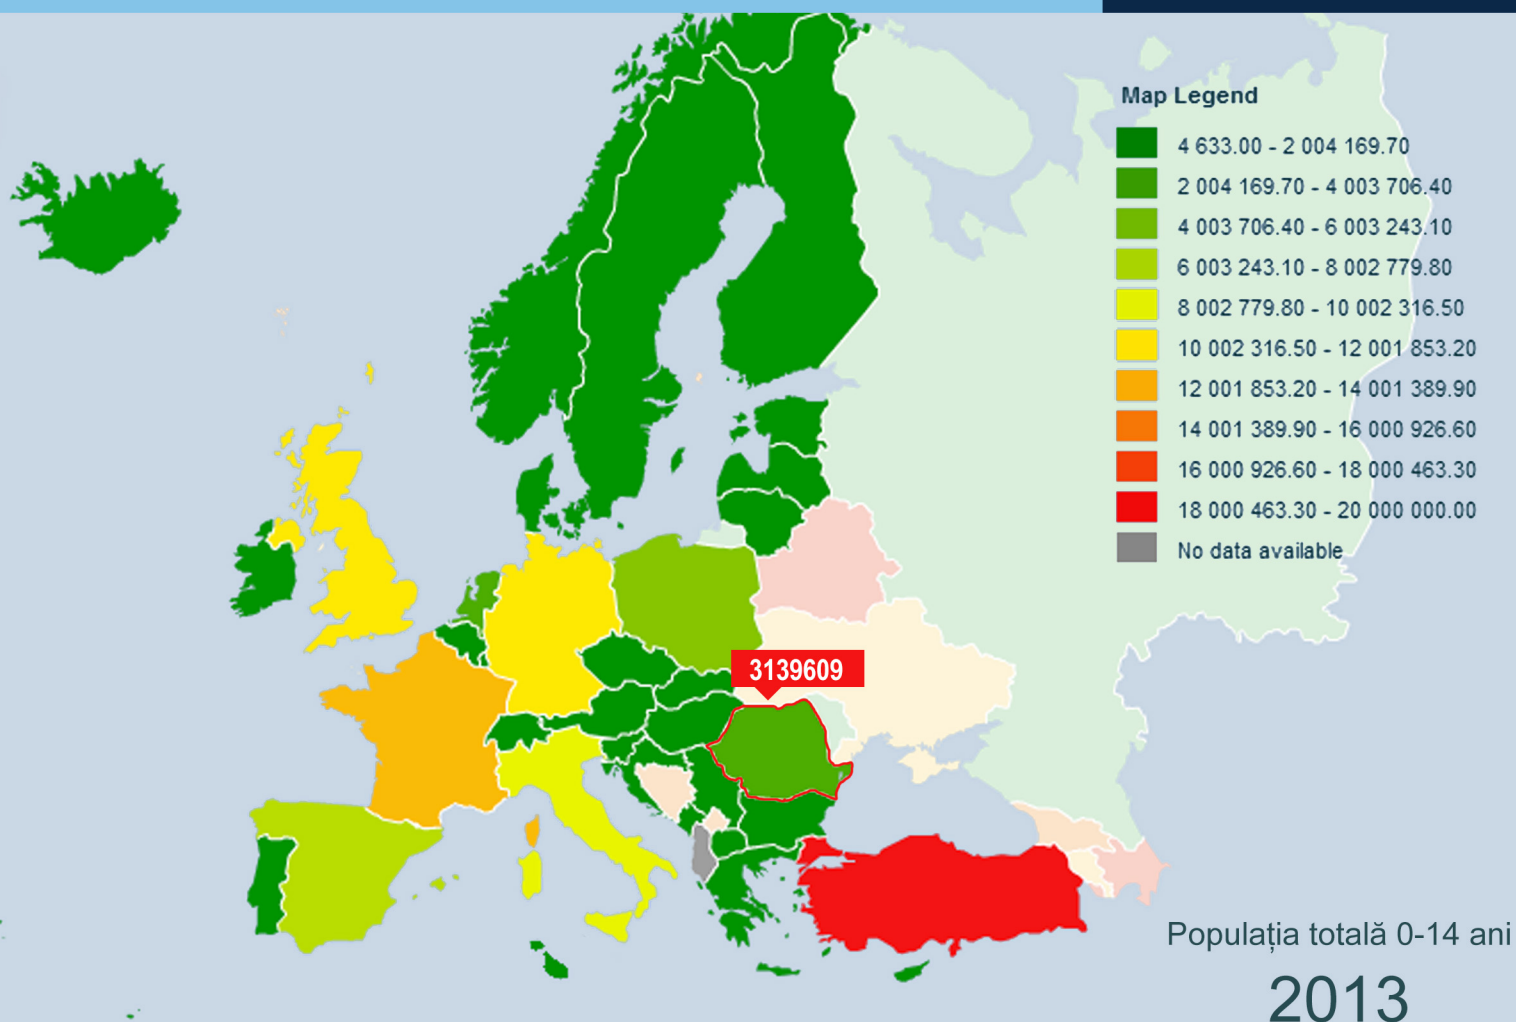 Map Legend
4 633.00 - 2 004 169.70
2 004 169.70 - 4 003 706.40
4 003 706.40 - 6 003 243.10
6 003 243.10 - 8 002 779.80
8 002 779.80 - 10 002 316.50
10 002 316.50 - 12 001 853.20
12 001 853.20 - 14 001 389.90
14 001 389.90 - 16 000 926.60
16 000 926.60 - 18 000 463.30
18 000 463.30 - 20 000 000.00
No data available
3139609
Populația totală 0-14 ani
2013